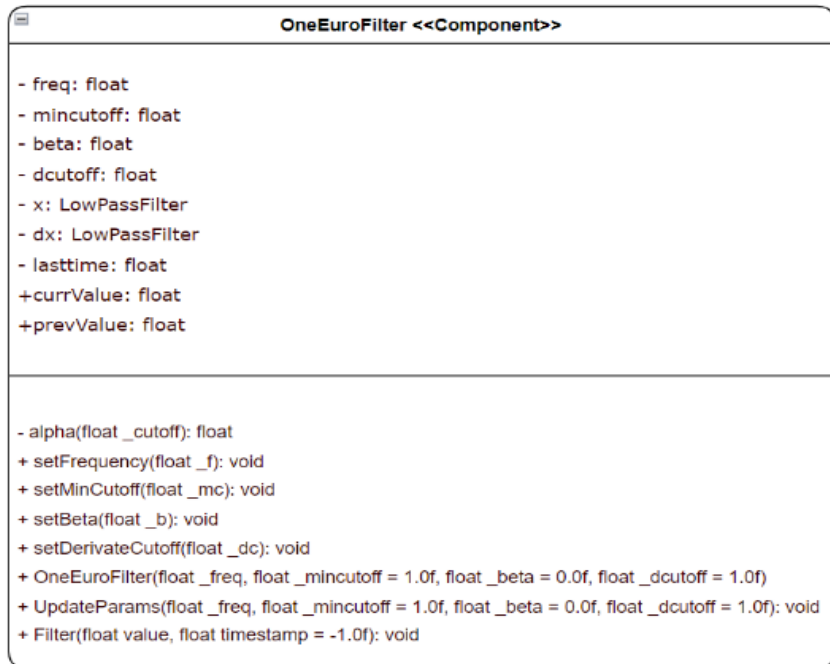 OneEuroFilter <<Component>>
- freq: float
- mincutoff: float
- beta: float
- dcutoff: float
- x: LowPassFilter
- dx: LowPassFilter
- lasttime: float
+currValue: float
+prevValue: float
- alpha(float _cutoff): float
+ setFrequency(float _f): void
+ setMinCutoff(float _mc): void
+ setBeta(float _b): void
+ setDerivateCutoff(float _dc): void
+ OneEuroFilter(float _freq, float _mincutoff = 1.0f, float _beta = 0.0f, float _dcutoff = 1.0f)
+ UpdateParams(float _freq, float _mincutoff = 1.0f, float _beta = 0.0f, float _dcutoff = 1.0f): void
+ Filter(float value, float timestamp = -1.0f): void